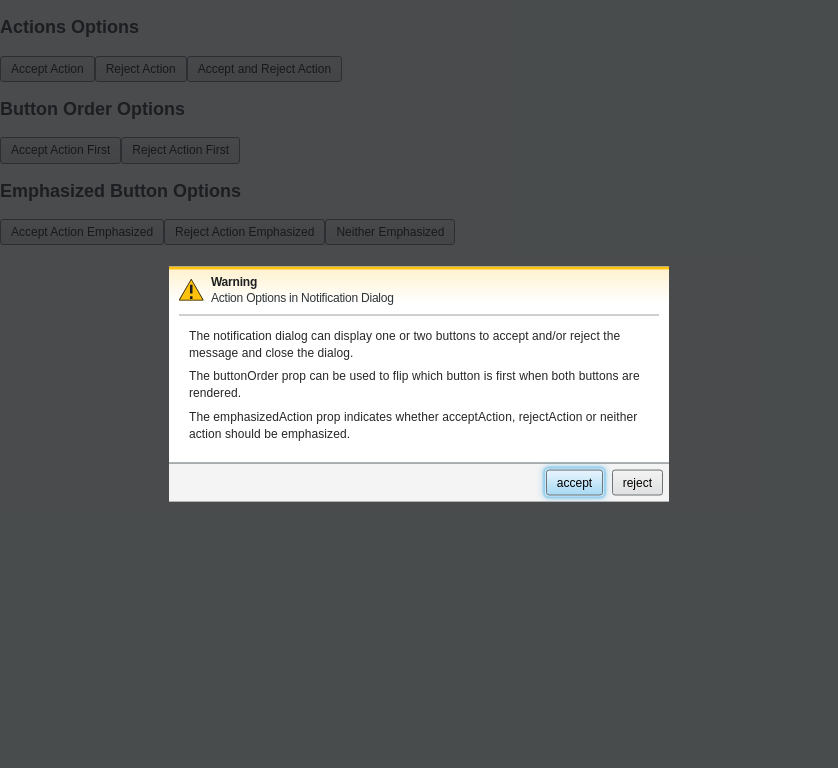 Actions Options
Accept Action Reject Action Accept and Reject Action
Button Order Options
Accept Action First Reject Action First
Emphasized Button Options
Accept Action Emphasized Reject Action Emphasized Neither Emphasized
Warning
Action Options in Notification Dialog
The notification dialog can display one or two buttons to accept and/or reject the
message and close the dialog.
The buttonOrder prop can be used to flip which button is first when both buttons are
rendered.
The emphasizedAction prop indicates whether acceptAction, rejectAction or neither
action should be emphasized.
accept reject